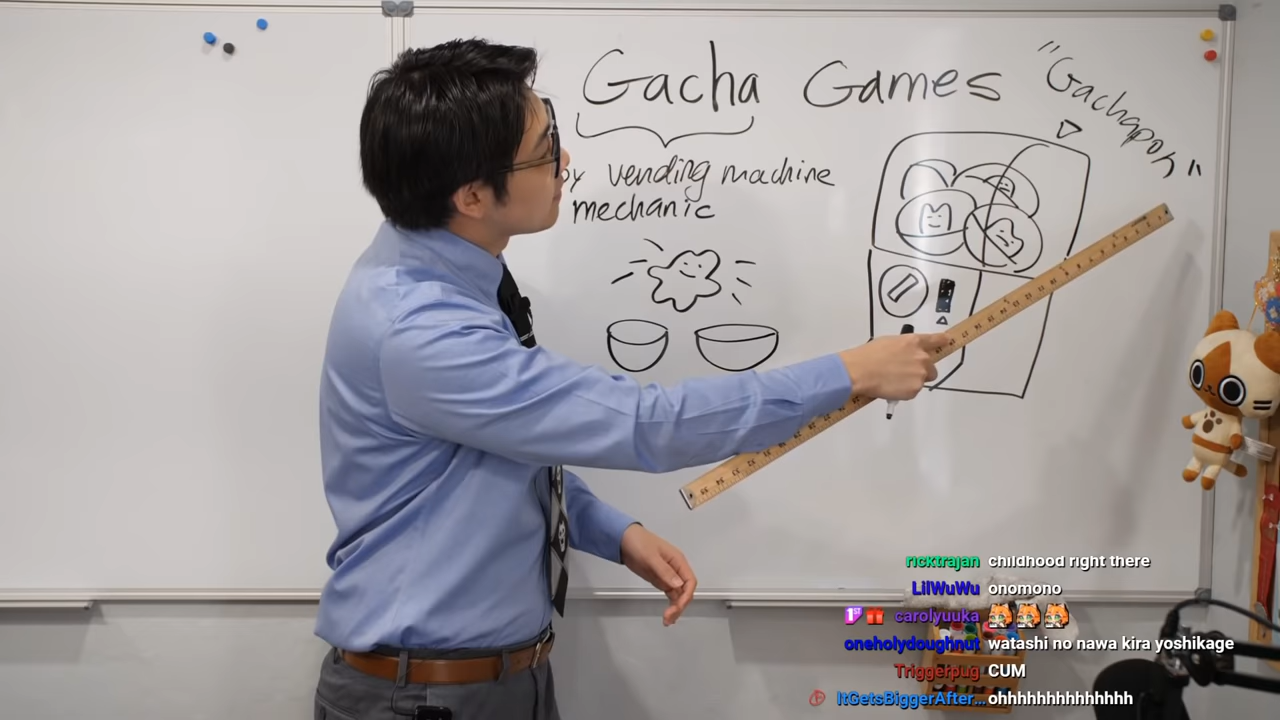 Gacha Games
"Gachapon"
vending machine
mechanic
ricktrajan childhood right there
LilWuWu onomono
1ST carolyuuka
oneholydoughnut watashi no nawa kira yoshikage
Triggerpug CUM
ItGetsBiggerAfter... ohhhhhhhhhhhhhh